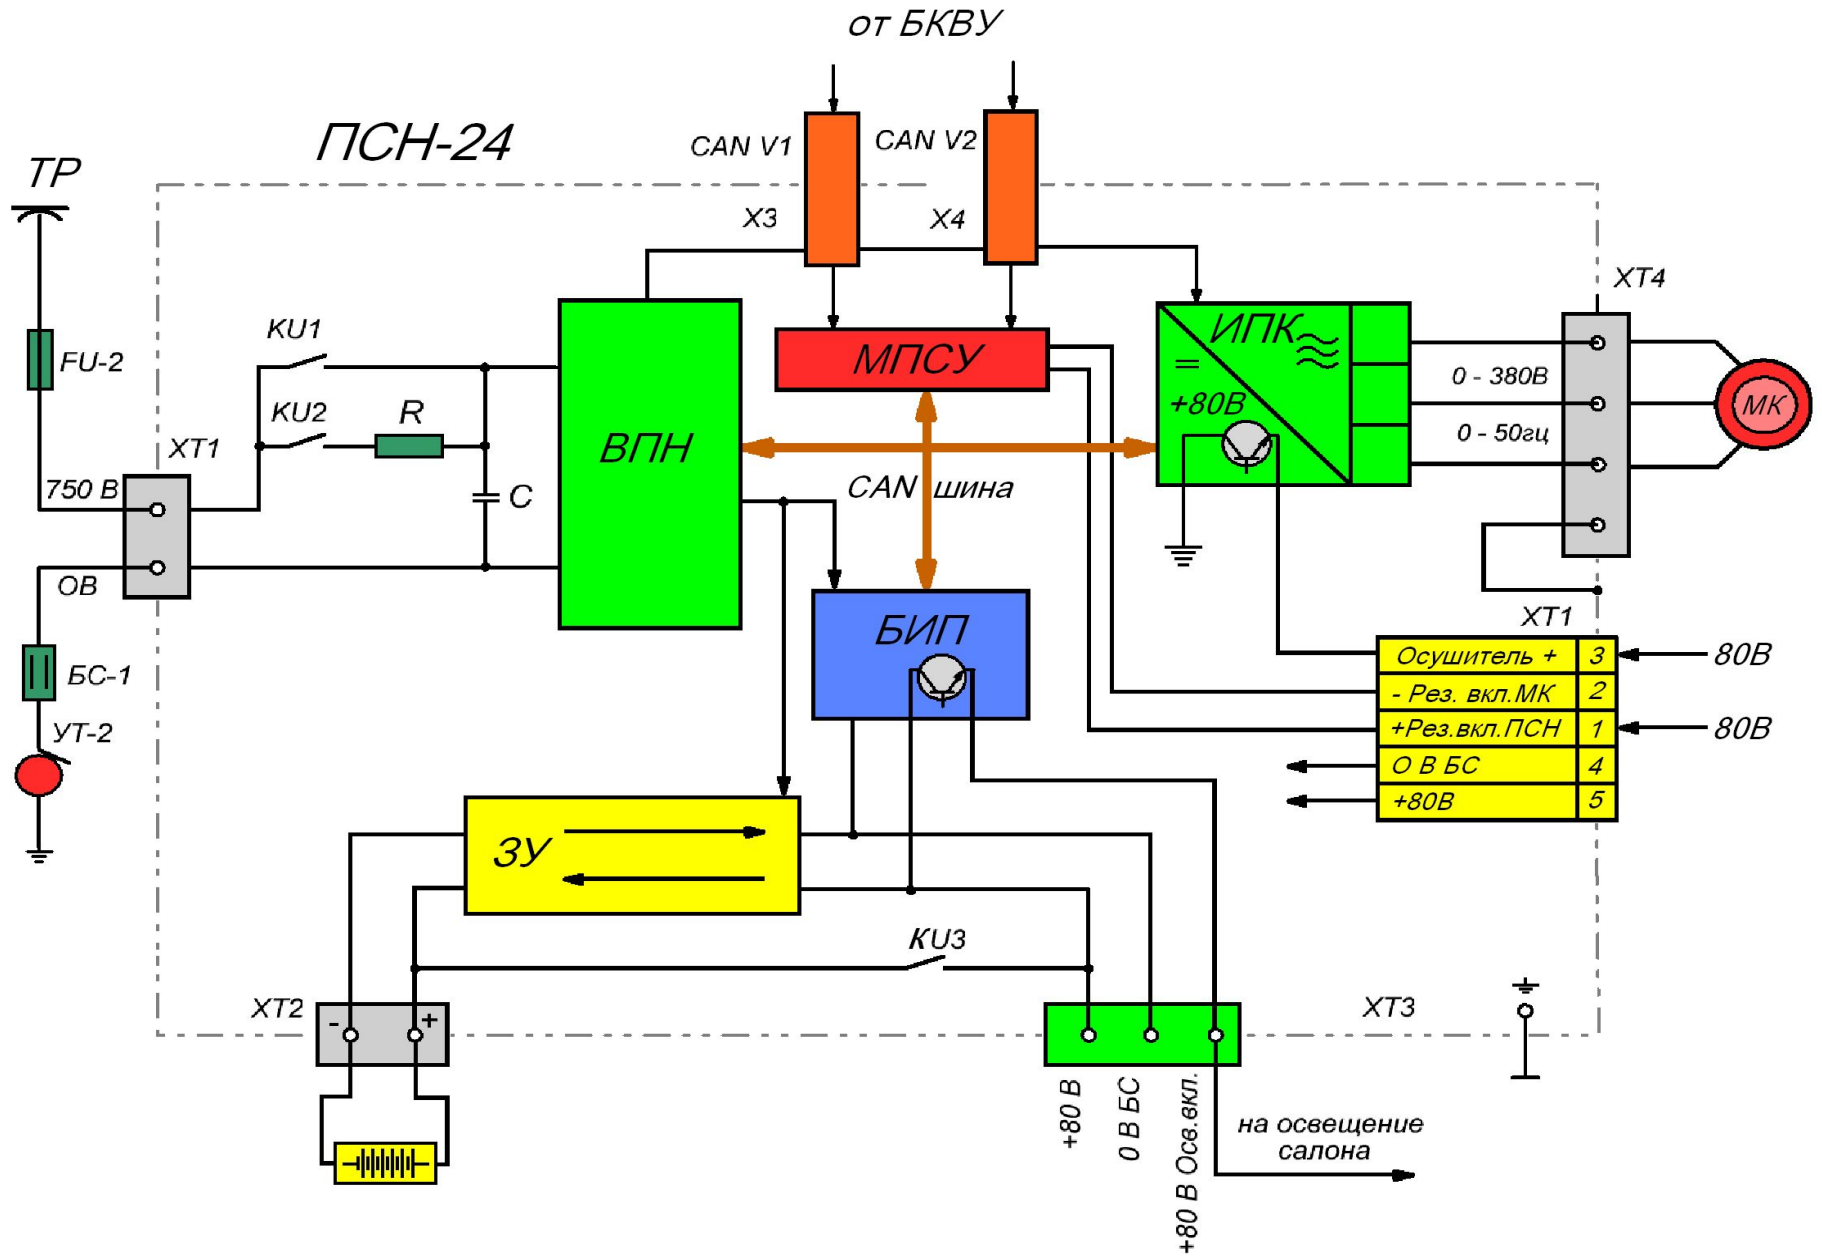 от БКВУ
ПСН-24
CAN V1
CAN V2
ТР
X3
X4
XT4
KU1
FU-2
ИПК
=
+80В
МПСУ
0 - 380В
МК
KU2
R
ВПН
0 - 50гц
XT1
750 В
C
CAN шина
ОВ
XT1
БИП
Осушитель + 3
80В
БС-1
- Рез. вкл.МК 2
УТ-2
+Рез.вкл.ПСН 1
80В
О В БС 4
+80В 5
ЗУ
KU3
XT2
- +
XT3
+80 В
0 В БС
+80 В Осв.вкл.
на освещение
салона